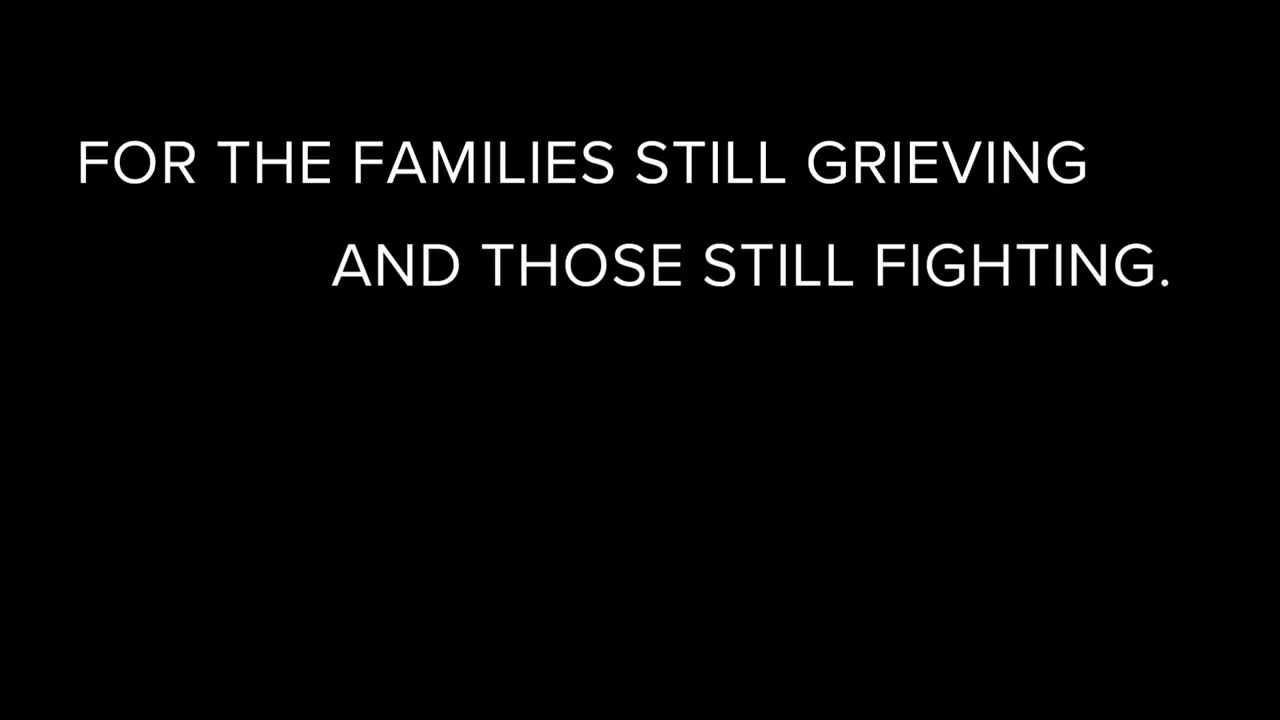 FOR THE FAMILIES STILL GRIEVING
AND THOSE STILL FIGHTING.